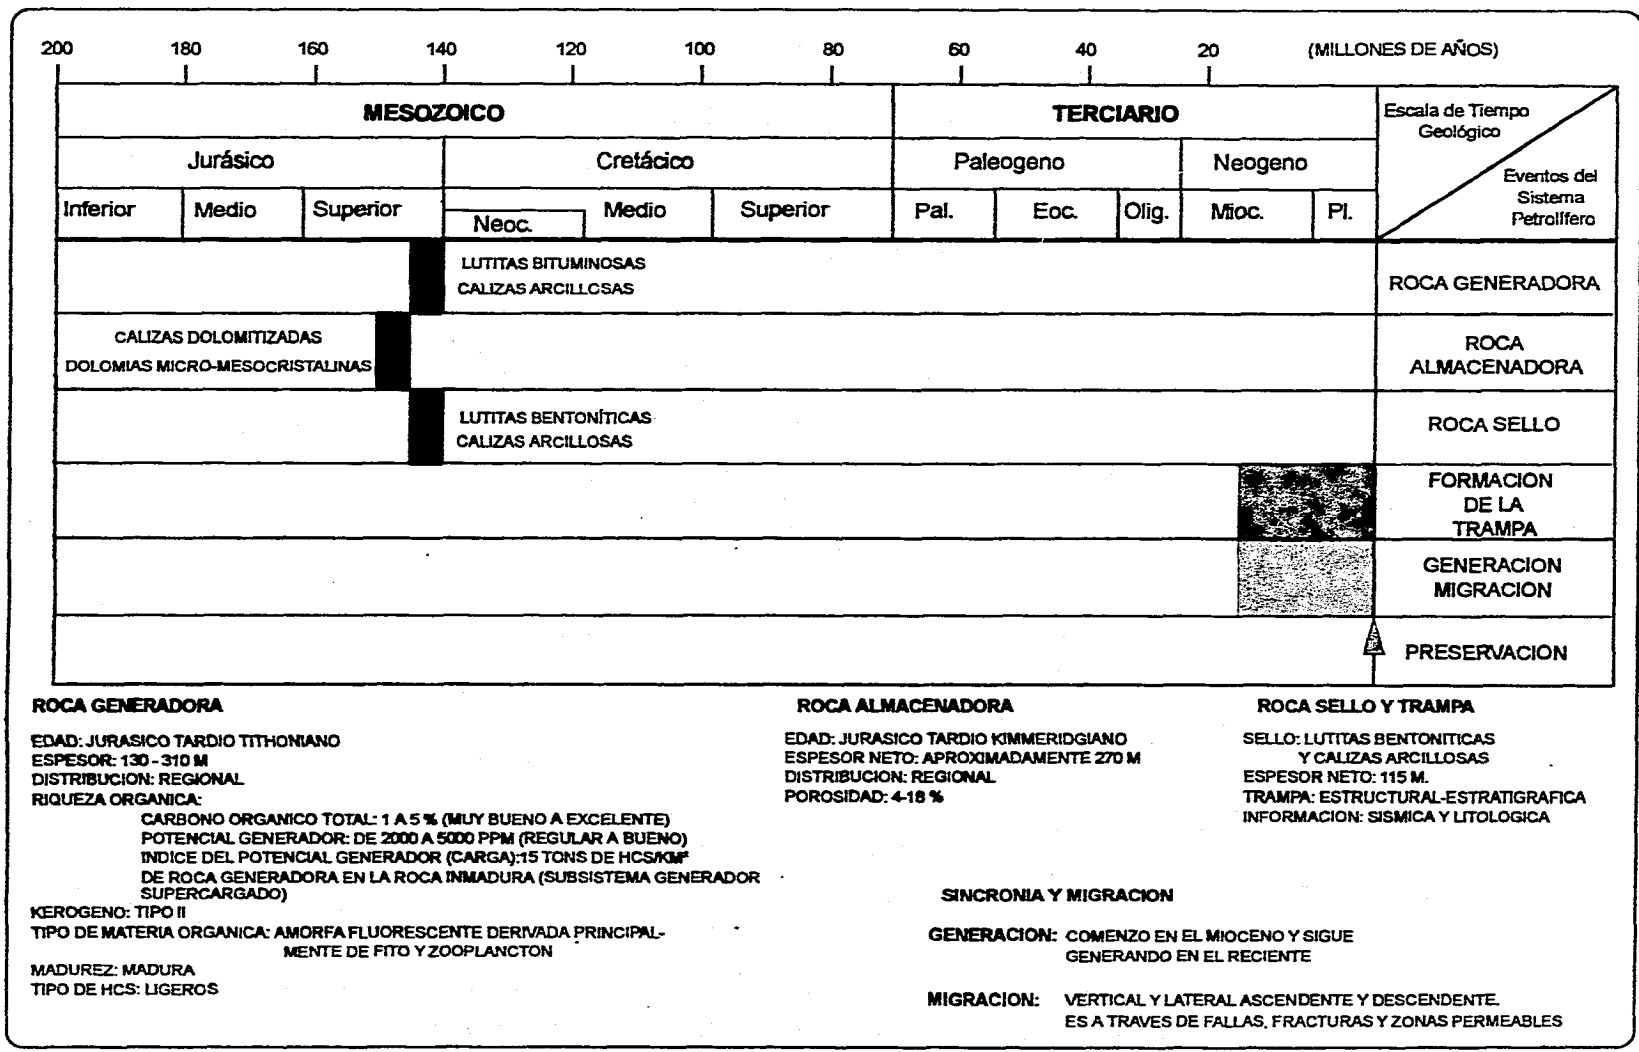 200 180 160 140 120 100 80 60 40 20 (MILLONES DE AÑOS)
MESOZOICO TERCIARIO Escala de Tiempo
Geológico
Jurásico Cretácico Paleogeno Neogeno
Eventos del
Sistema
Petrolífero
Inferior Medio Superior Neoc. Medio Superior Pal. Eoc. Olig. Mioc. Pl.
LUTITAS BITUMINOSAS
CALIZAS ARCILLOSAS
ROCA GENERADORA
CALIZAS DOLOMITIZADAS
DOLOMIAS MICRO-MESOCRISTALINAS
ROCA
ALMACENADORA
LUTITAS BENTONÍTICAS
CALIZAS ARCILLOSAS
ROCA SELLO
FORMACION
DE LA
TRAMPA
GENERACION
MIGRACION
PRESERVACION
ROCA GENERADORA
EDAD: JURASICO TARDIO TITHONIANO
ESPESOR: 130 - 310 M
DISTRIBUCION: REGIONAL
RIQUEZA ORGANICA:
CARBONO ORGANICO TOTAL: 1 A 5 % (MUY BUENO A EXCELENTE)
POTENCIAL GENERADOR: DE 2000 A 5000 PPM (REGULAR A BUENO)
INDICE DEL POTENCIAL GENERADOR (CARGA):15 TONS DE HCS/KM²
DE ROCA GENERADORA EN LA ROCA INMADURA (SUBSISTEMA GENERADOR
SUPERCARGADO)
KEROGENO: TIPO II
TIPO DE MATERIA ORGANICA: AMORFA FLUORESCENTE DERIVADA PRINCIPAL-
MENTE DE FITO Y ZOOPLANCTON
MADUREZ: MADURA
TIPO DE HCS: LIGEROS
ROCA ALMACENADORA
EDAD: JURASICO TARDIO KIMMERIDGIANO
ESPESOR NETO: APROXIMADAMENTE 270 M
DISTRIBUCION: REGIONAL
POROSIDAD: 4-18 %
ROCA SELLO Y TRAMPA
SELLO: LUTITAS BENTONITICAS
Y CALIZAS ARCILLOSAS
ESPESOR NETO: 115 M.
TRAMPA: ESTRUCTURAL-ESTRATIGRAFICA
INFORMACION: SISMICA Y LITOLOGICA
SINCRONIA Y MIGRACION
GENERACION: COMENZO EN EL MIOCENO Y SIGUE
GENERANDO EN EL RECIENTE
MIGRACION: VERTICAL Y LATERAL ASCENDENTE Y DESCENDENTE.
ES A TRAVES DE FALLAS, FRACTURAS Y ZONAS PERMEABLES